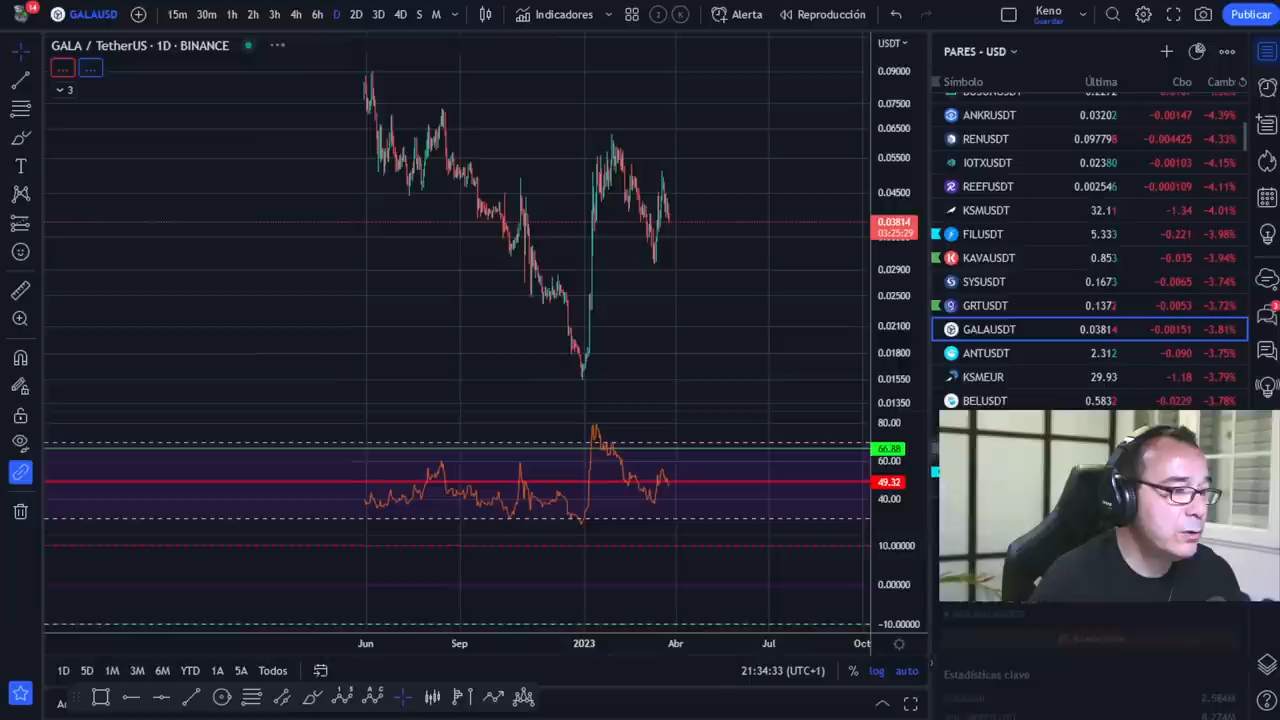 14
GALAUSD
15m 30m 1h 2h 3h 4h 6h D 2D 3D 4D S M
Indicadores
Z K
Alerta
Reproducción
Keno
Guardar
Publicar
GALA / TetherUS · 1D · BINANCE
USDT
PARES - USD
3
Símbolo Última Cbo Camb
ANKRUSDT 0.03202 -0.00147 -4.39%
RENUSDT 0.097798 -0.004425 -4.33%
IOTXUSDT 0.02380 -0.00103 -4.15%
REEFUSDT 0.002546 -0.000109 -4.11%
KSMUSDT 32.11 -1.34 -4.01%
FILUSDT 5.333 -0.221 -3.98%
KAVAUSDT 0.853 -0.035 -3.94%
SYSUSDT 0.1673 -0.0065 -3.74%
GRTUSDT 0.1372 -0.0053 -3.72%
GALAUSDT 0.03814 -0.00151 -3.81%
ANTUSDT 2.312 -0.090 -3.75%
KSMEUR 29.93 -1.18 -3.79%
BELUSDT 0.5832 -0.0229 -3.78%
0.09000
0.07500
0.06500
0.05500
0.04500
0.03814
03:25:29
0.02900
0.02500
0.02100
0.01800
0.01550
0.01350
80.00
66.88
60.00
49.32
40.00
10.00000
0.00000
-10.00000
Jun Sep 2023 Abr Jul Oct
1D 5D 1M 3M 6M YTD 1A 5A Todos
21:34:33 (UTC+1) % log auto
Estadísticas clave